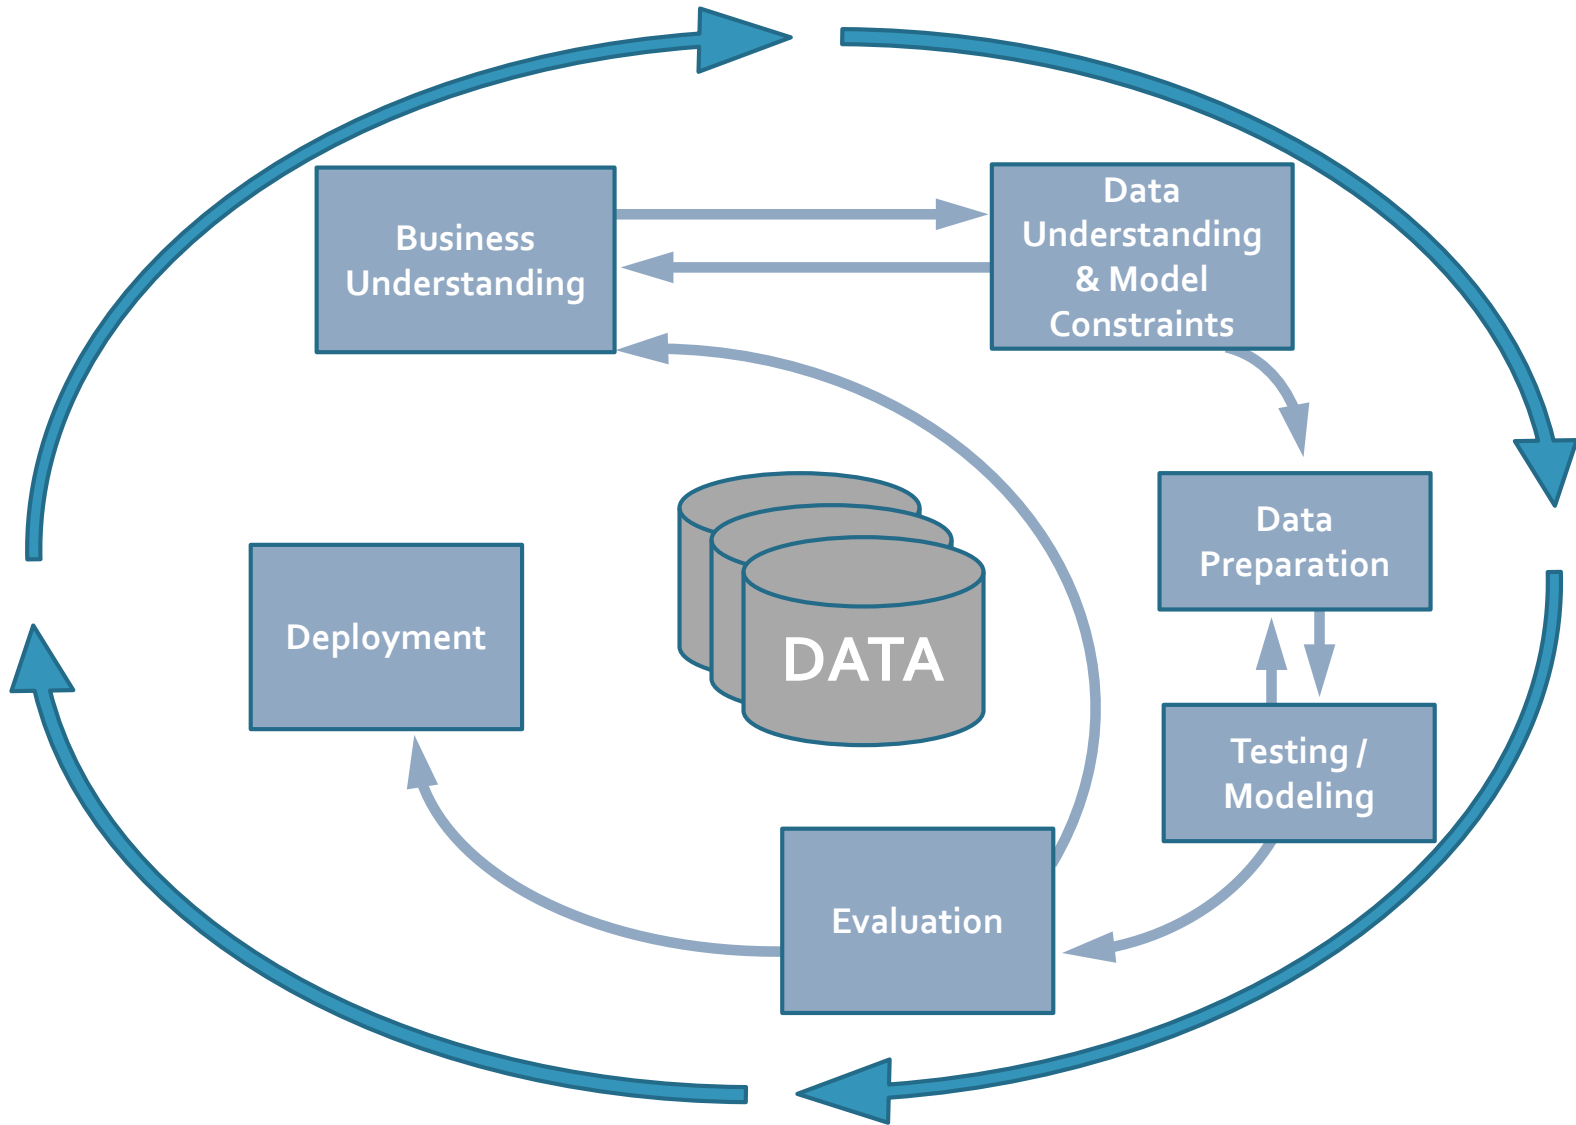 Business
Understanding
Data
Understanding
& Model
Constraints
Data
Preparation
Deployment
DATA
Testing /
Modeling
Evaluation